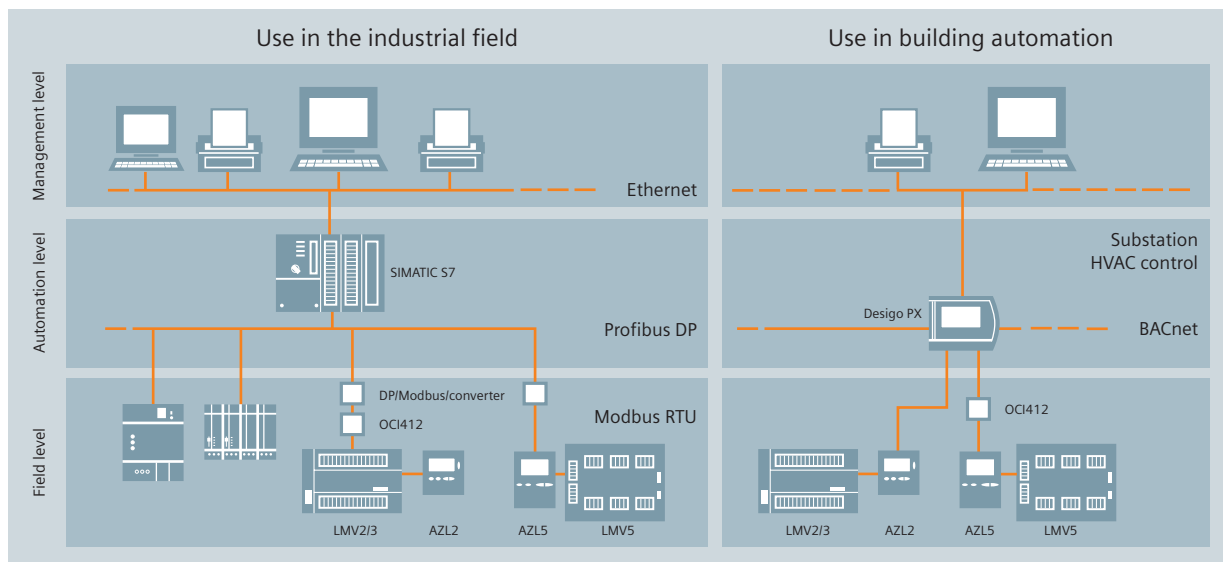 Use in the industrial field
Use in building automation
Management level
Ethernet
Automation level
SIMATIC S7
Profibus DP
Substation
HVAC control
Desigo PX
BACnet
Field level
DP/Modbus/converter
OCI412
Modbus RTU
LMV2/3
AZL2
AZL5
LMV5
OCI412
LMV2/3
AZL2
AZL5
LMV5